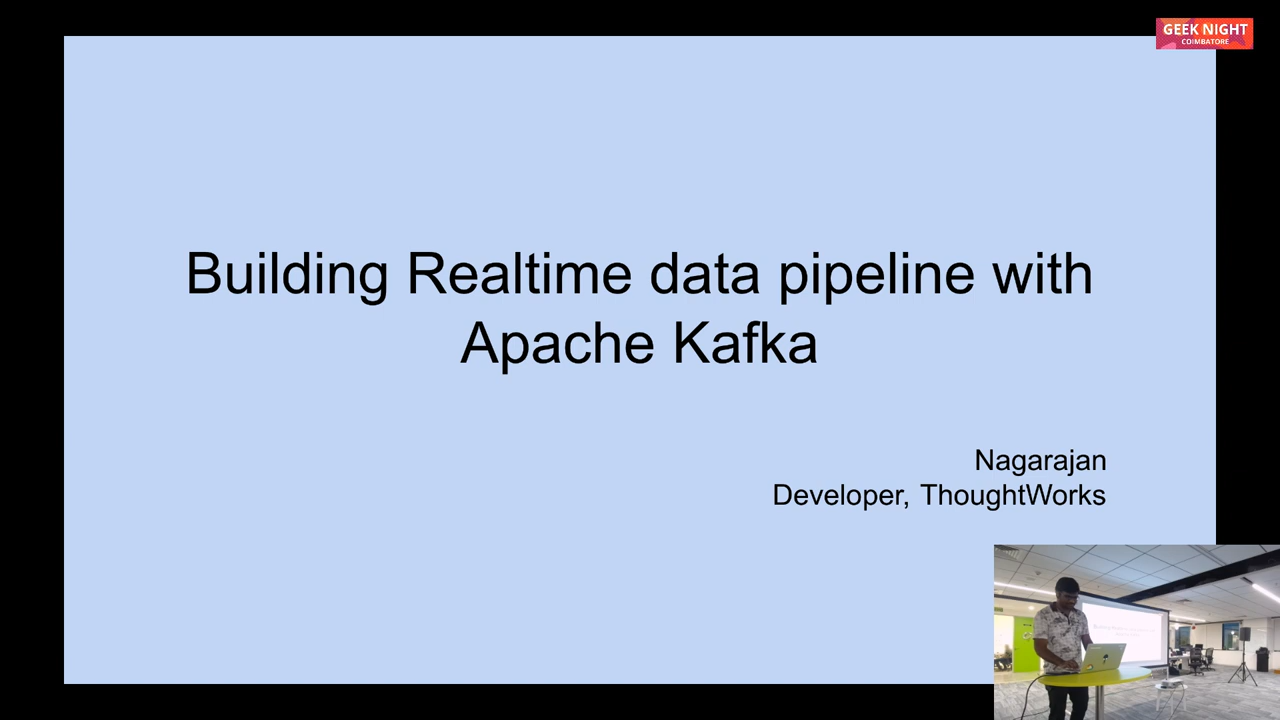 GEEK NIGHT
COIMBATORE
Building Realtime data pipeline with
Apache Kafka
Nagarajan
Developer, ThoughtWorks